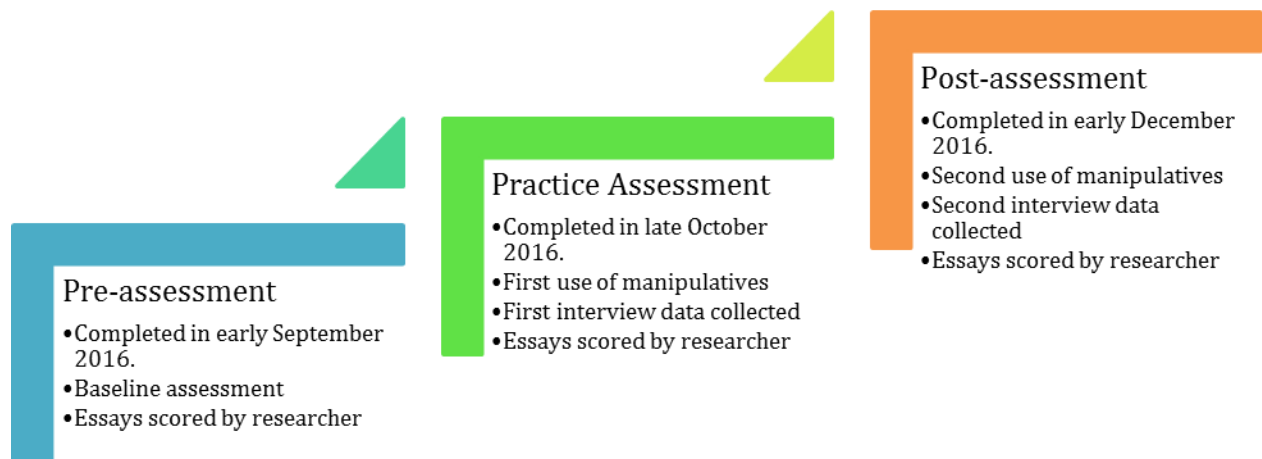 Pre-assessment
•Completed in early September
2016.
•Baseline assessment
•Essays scored by researcher
Practice Assessment
•Completed in late October
2016.
•First use of manipulatives
•First interview data collected
•Essays scored by researcher
Post-assessment
•Completed in early December
2016.
•Second use of manipulatives
•Second interview data
collected
•Essays scored by researcher